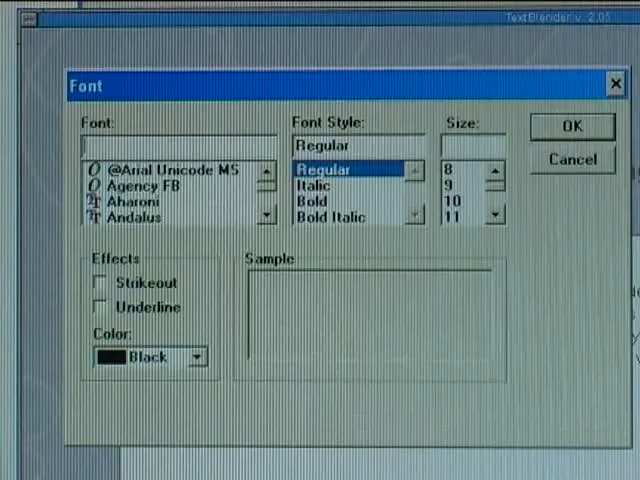 TextBlender v. 2.05
Font
Font:
Font Style:
Size:
OK
Regular
Cancel
@Arial Unicode MS
Agency FB
Aharoni
Andalus
Regular
Italic
Bold
Bold Italic
8
9
10
11
Effects
Strikeout
Underline
Color:
Black
Sample